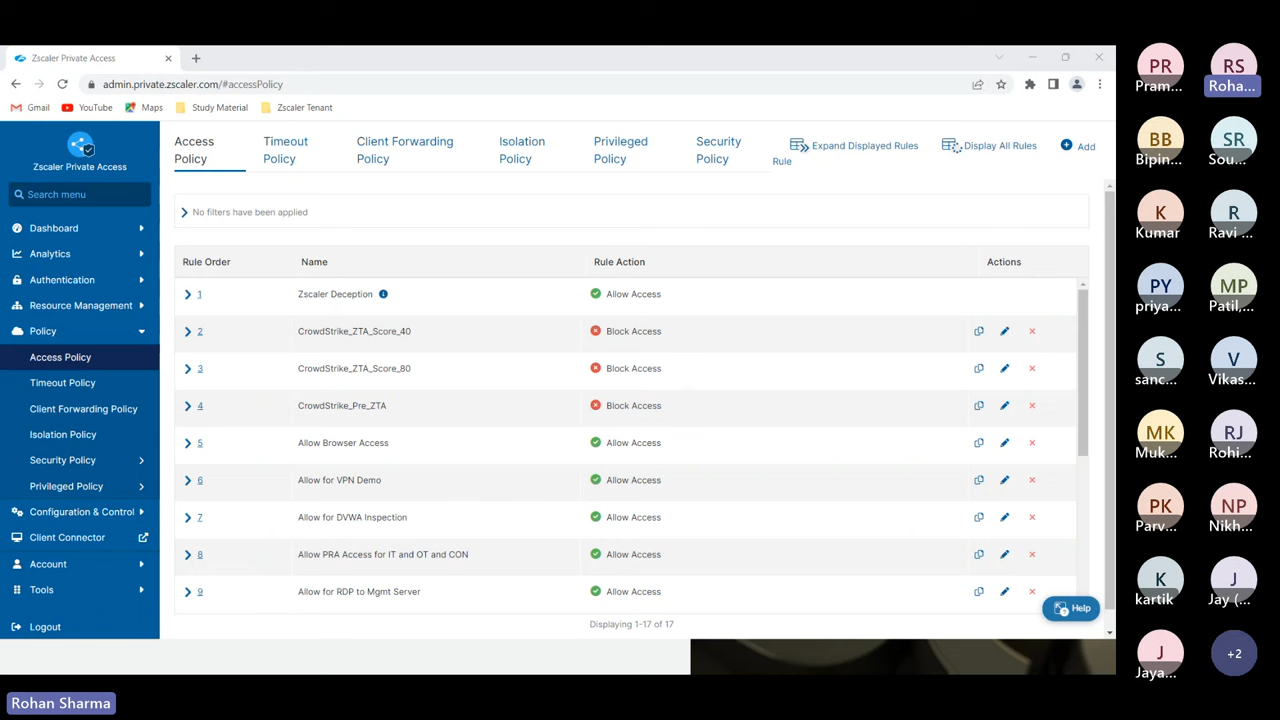 Zscaler Private Access
admin.private.zscaler.com/#accessPolicy
Gmail YouTube Maps Study Material Zscaler Tenant
Zscaler Private Access
Search menu
Dashboard
Analytics
Authentication
Resource Management
Policy
Access Policy
Timeout Policy
Client Forwarding Policy
Isolation Policy
Security Policy
Privileged Policy
Configuration & Control
Client Connector
Account
Tools
Logout
Access
Policy
Timeout
Policy
Client Forwarding
Policy
Isolation
Policy
Privileged
Policy
Security
Policy
Expand Displayed Rules
Display All Rules
Add
Rule
No filters have been applied
Rule Order Name Rule Action Actions
1 Zscaler Deception Allow Access
2 CrowdStrike_ZTA_Score_40 Block Access
3 CrowdStrike_ZTA_Score_80 Block Access
4 CrowdStrike_Pre_ZTA Block Access
5 Allow Browser Access Allow Access
6 Allow for VPN Demo Allow Access
7 Allow for DVWA Inspection Allow Access
8 Allow PRA Access for IT and OT and CON Allow Access
9 Allow for RDP to Mgmt Server Allow Access
Displaying 1-17 of 17
Help
PR RS
Pram... Roha...
BB SR
Bipin... Sou...
K R
Kumar Ravi ...
PY MP
priya... Patil,...
S V
sanc... Vikas...
MK RJ
Muk... Rohi...
PK NP
Parv... Nikh...
K J
kartik Jay (...
J +2
Jaya...
Rohan Sharma